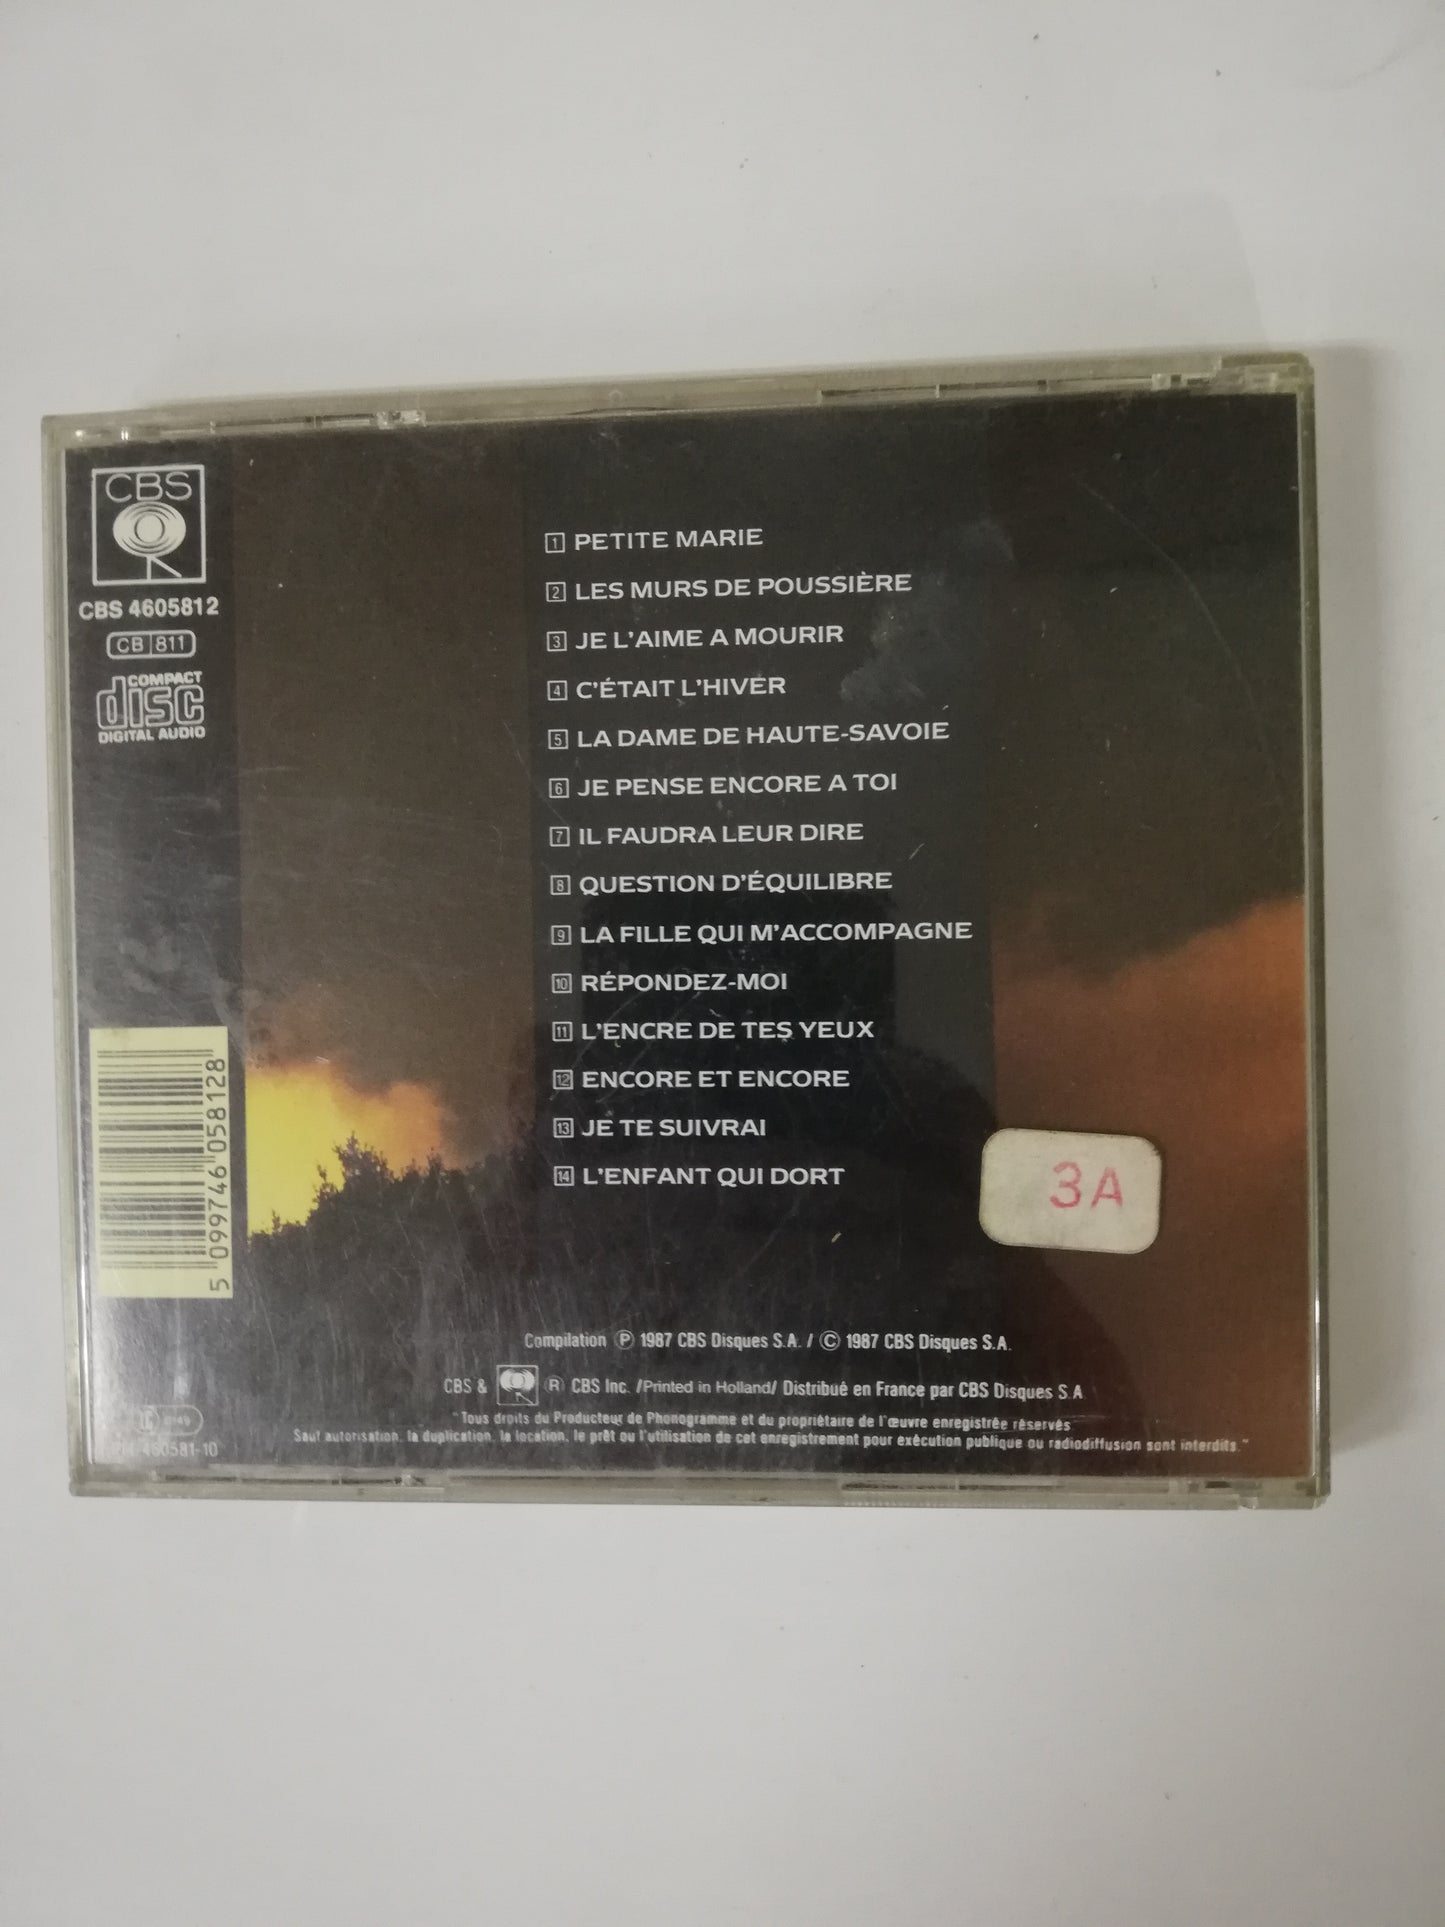 CBS
CBS 4605812
CB 811
COMPACT
disc
DIGITAL AUDIO
1 PETITE MARIE
2 LES MURS DE POUSSIÈRE
3 JE L'AIME A MOURIR
4 C'ÉTAIT L'HIVER
5 LA DAME DE HAUTE-SAVOIE
6 JE PENSE ENCORE A TOI
7 IL FAUDRA LEUR DIRE
8 QUESTION D'ÉQUILIBRE
9 LA FILLE QUI M'ACCOMPAGNE
10 RÉPONDEZ-MOI
11 L'ENCRE DE TES YEUX
12 ENCORE ET ENCORE
13 JE TE SUIVRAI
14 L'ENFANT QUI DORT
3A
5 099746 058128
Compilation Ⓟ 1987 CBS Disques S.A. / © 1987 CBS Disques S.A.
CBS & ® CBS Inc. /Printed in Holland/ Distribué en France par CBS Disques S.A
"Tous droits du Producteur de Phonogramme et du propriétaire de l'œuvre enregistrée réservés
Sauf autorisation, la duplication, la location, le prêt ou l'utilisation de cet enregistrement pour exécution publique ou radiodiffusion sont interdits."
460581-10